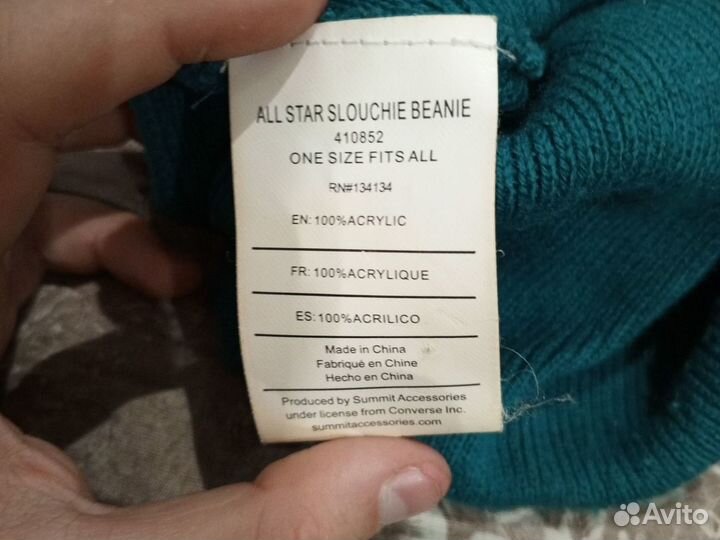 ALL STAR SLOUCHIE BEANIE
410852
ONE SIZE FITS ALL
RN#134134
EN: 100%ACRYLIC
FR: 100%ACRYLIQUE
ES: 100%ACRILICO
Made in China
Fabriqué en Chine
Hecho en China
Produced by Summit Accessories
under license from Converse Inc.
summitaccessories.com
Avito